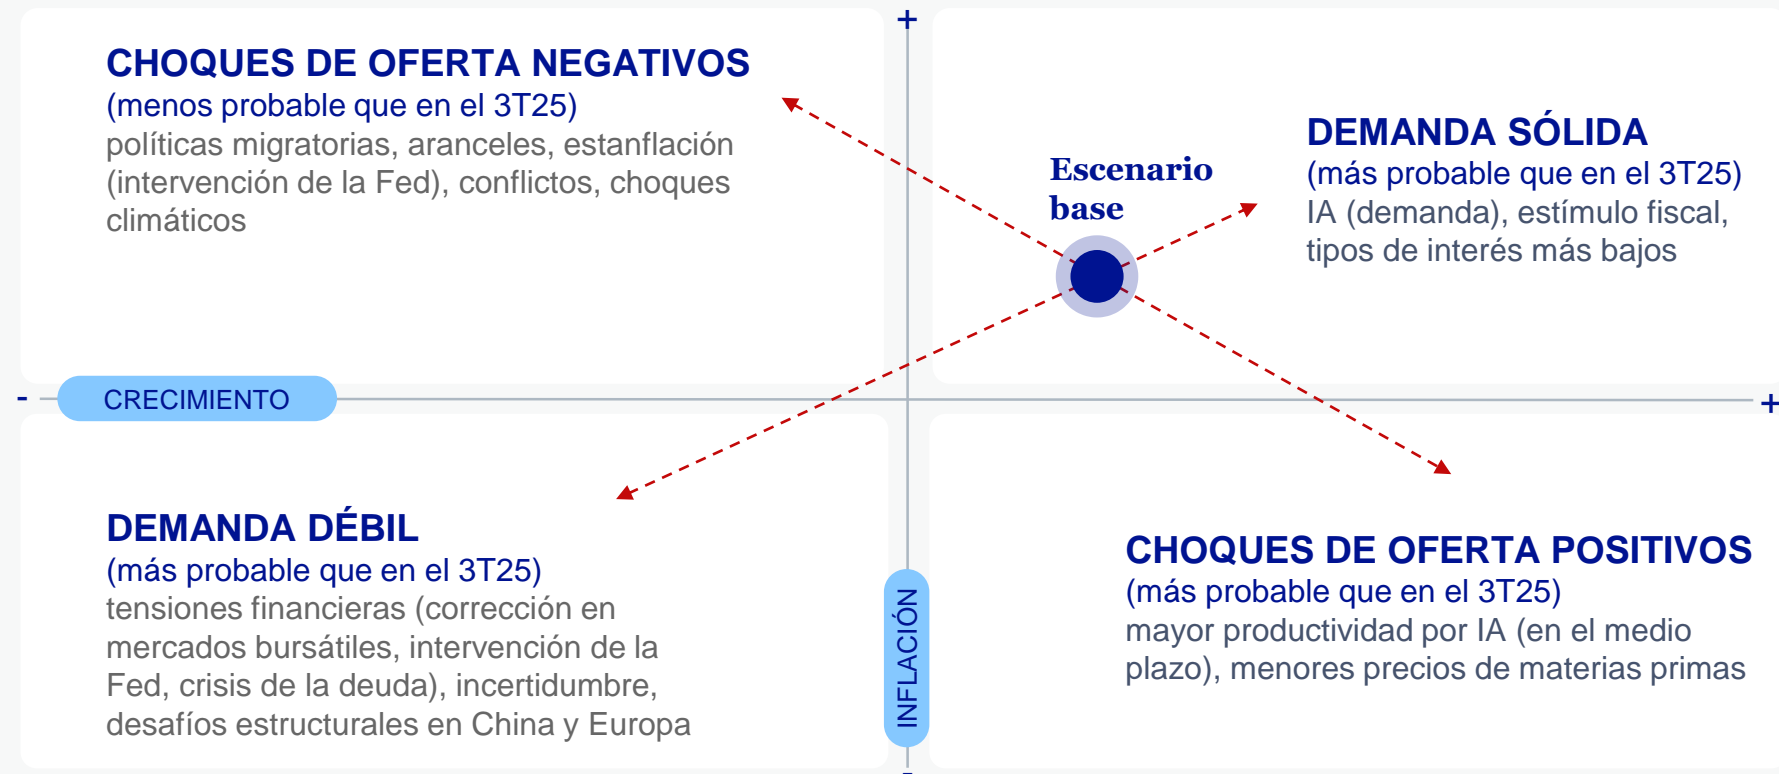 +
CHOQUES DE OFERTA NEGATIVOS
(menos probable que en el 3T25)
políticas migratorias, aranceles, estanflación
(intervención de la Fed), conflictos, choques
climáticos
Escenario
base
DEMANDA SÓLIDA
(más probable que en el 3T25)
IA (demanda), estímulo fiscal,
tipos de interés más bajos
-
CRECIMIENTO
+
DEMANDA DÉBIL
(más probable que en el 3T25)
tensiones financieras (corrección en
mercados bursátiles, intervención de la
Fed, crisis de la deuda), incertidumbre,
desafíos estructurales en China y Europa
INFLACIÓN
-
CHOQUES DE OFERTA POSITIVOS
(más probable que en el 3T25)
mayor productividad por IA (en el medio
plazo), menores precios de materias primas